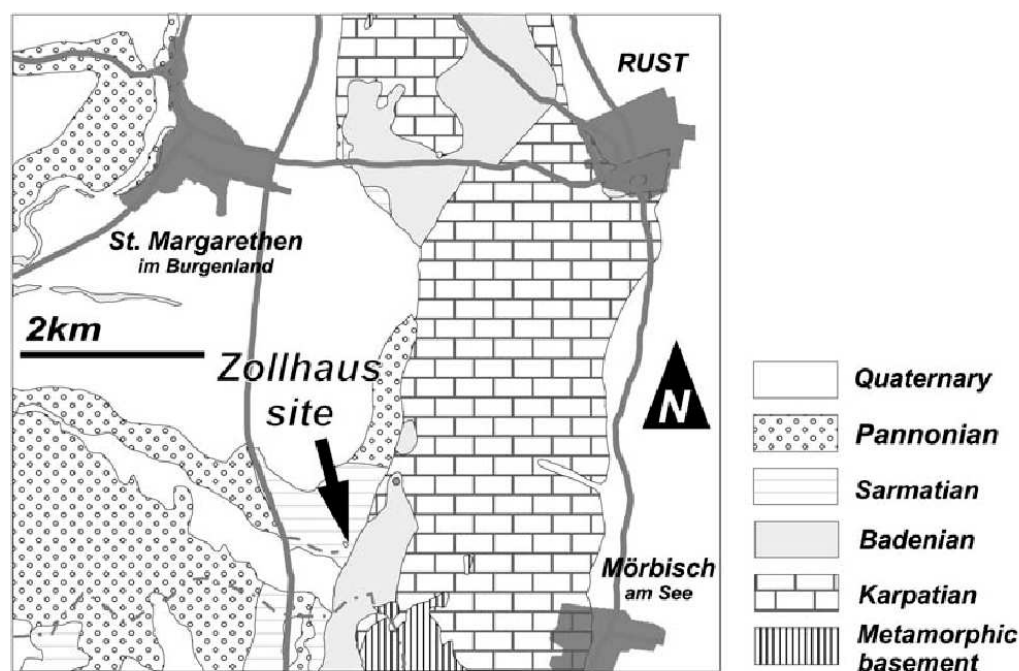 RUST
St. Margarethen
im Burgenland
2km
Zollhaus
site
N
Mörbisch
am See
Quaternary
Pannonian
Sarmatian
Badenian
Karpatian
Metamorphic
basement